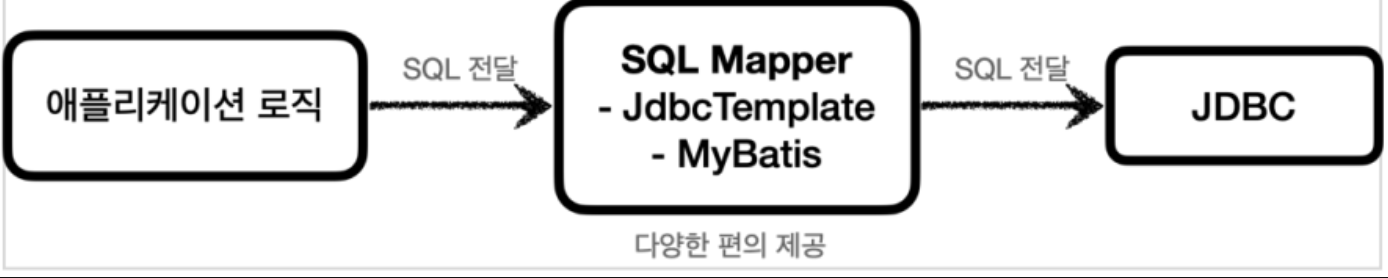 애플리케이션 로직
SQL 전달
SQL Mapper
- JdbcTemplate
- MyBatis
다양한 편의 제공
SQL 전달
JDBC